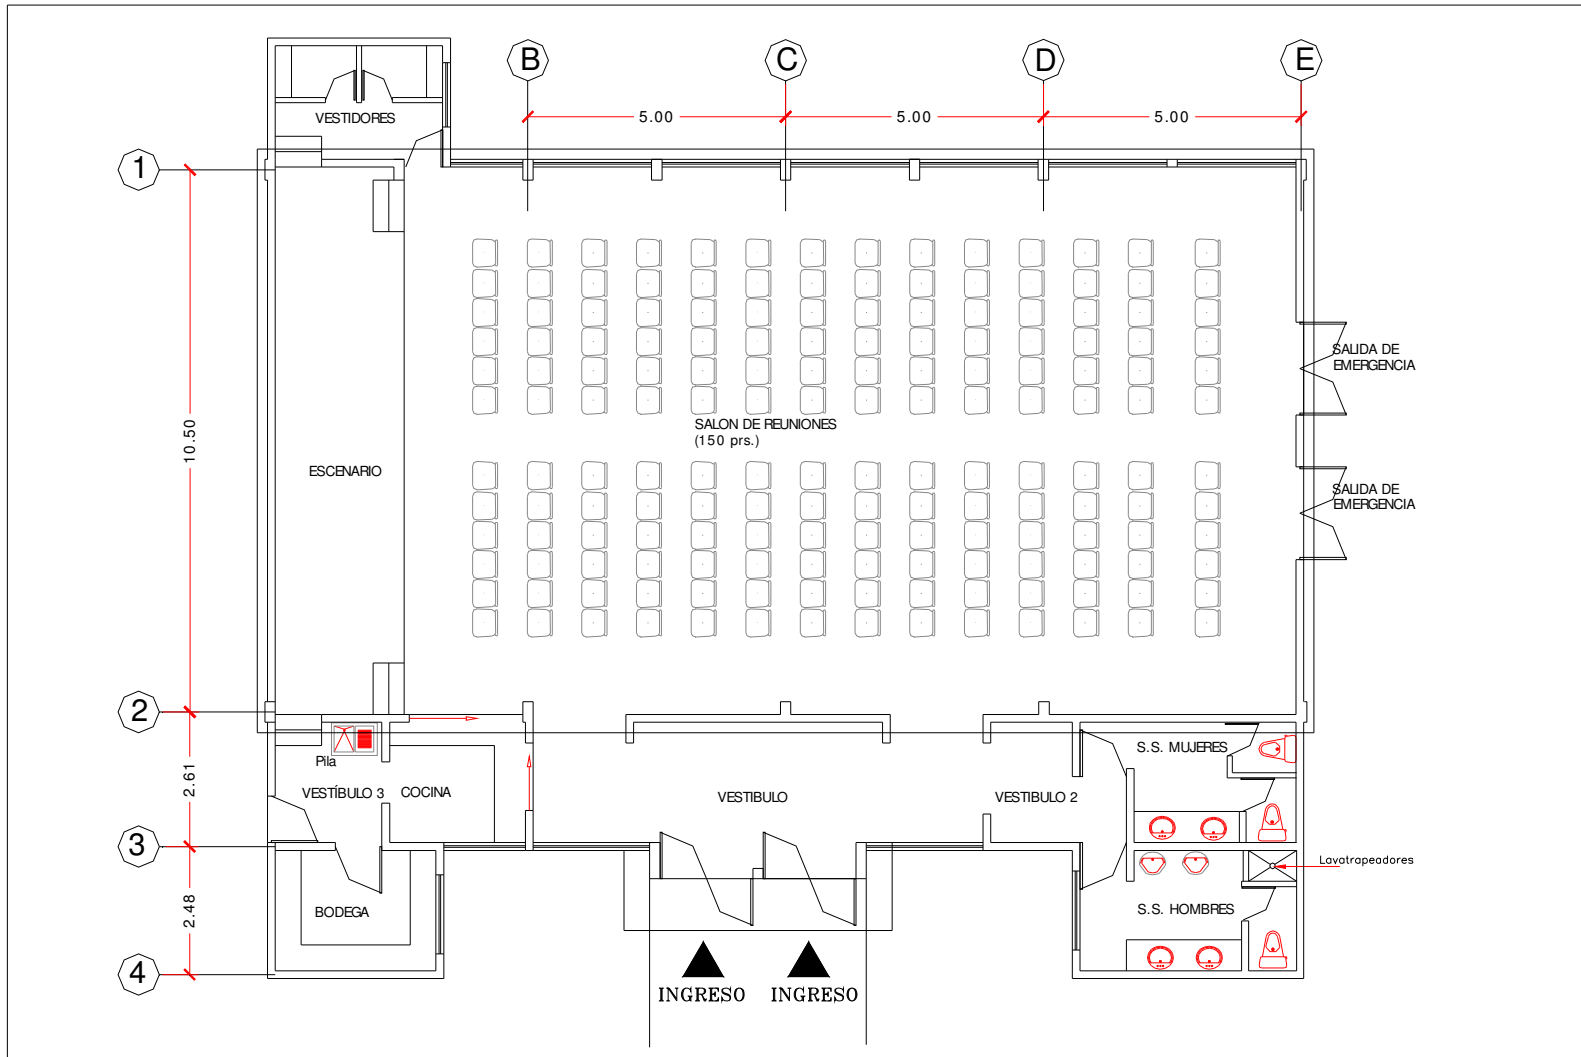 B
C
D
E
5.00
5.00
5.00
VESTIDORES
1
SALIDA DE
EMERGENCIA
SALON DE REUNIONES
(150 prs.)
10.50
ESCENARIO
SALIDA DE
EMERGENCIA
2
S.S. MUJERES
Pila
2.61
VESTÍBULO 3
COCINA
VESTIBULO
VESTIBULO 2
3
Lavatrapeadores
2.48
BODEGA
S.S. HOMBRES
4
INGRESO
INGRESO